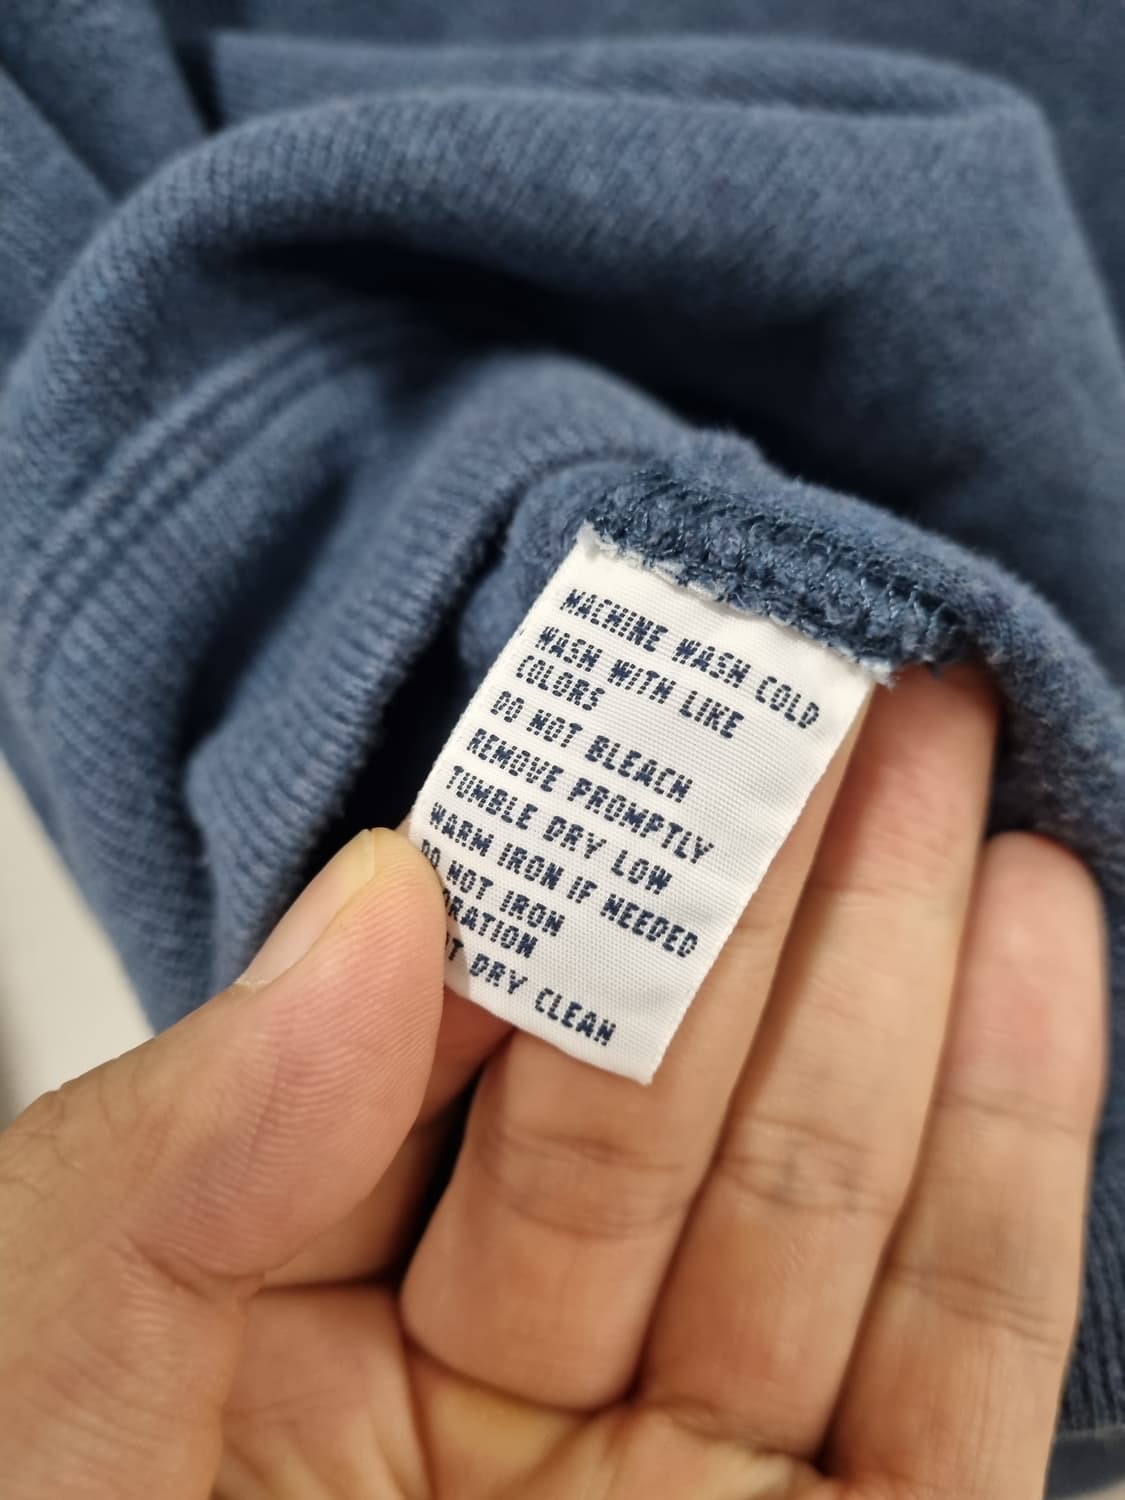 MACHINE WASH COLD
WASH WITH LIKE
COLORS
DO NOT BLEACH
REMOVE PROMPTLY
TUMBLE DRY LOW
WARM IRON IF NEEDED
DO NOT IRON
ORATION
T DRY CLEAN